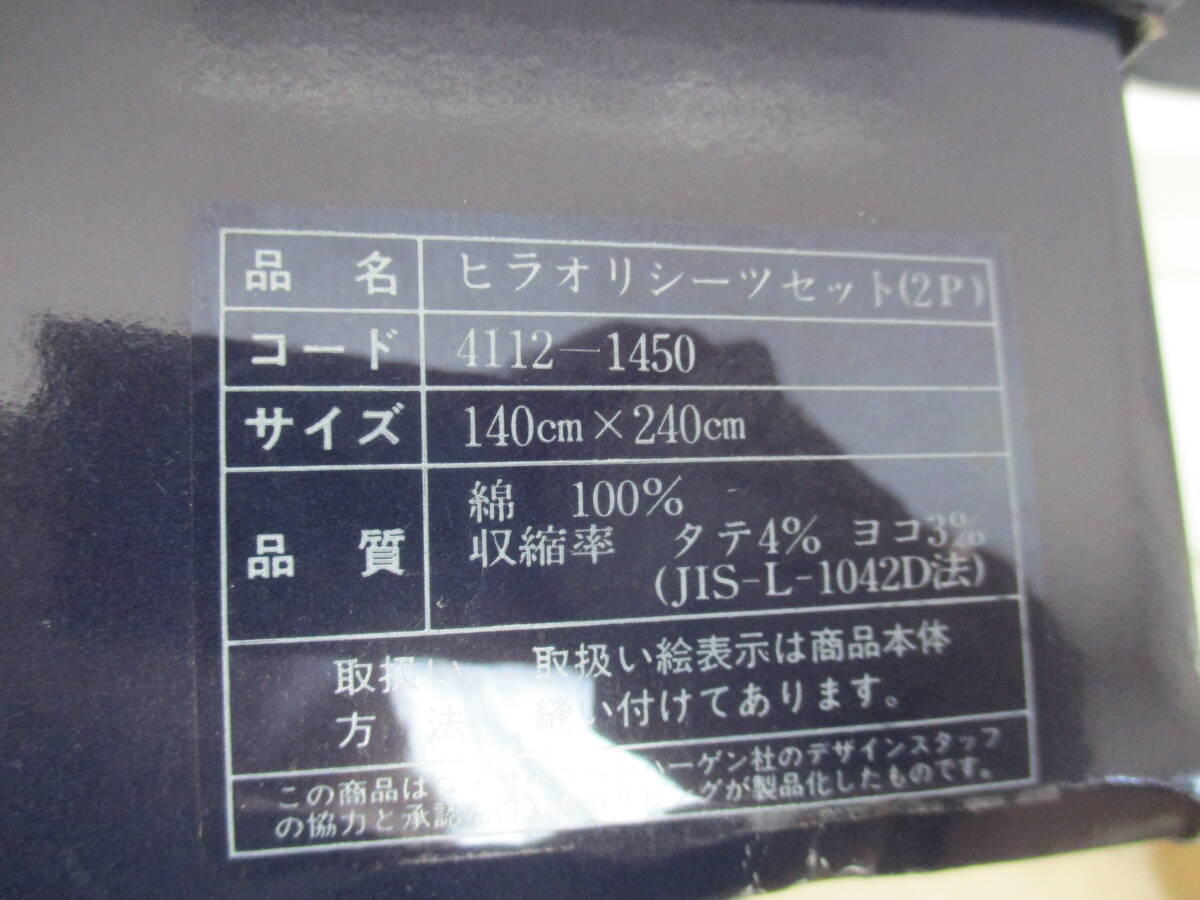 品名 ヒラオリシーツセット(2P)
コード 4112―1450
サイズ 140cm×240cm
品質 綿 100%
収縮率 タテ4% ヨコ3%
(JIS-L-1042D法)
取扱い 取扱い絵表示は商品本体
方法 縫い付けてあります。
この商品は ーゲン社のデザインスタッフ
の協力と承認 グが製品化したものです。